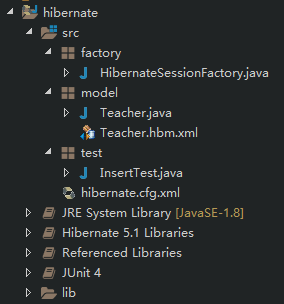 hibernate
src
factory
HibernateSessionFactory.java
model
Teacher.java
Teacher.hbm.xml
test
InsertTest.java
hibernate.cfg.xml
JRE System Library [JavaSE-1.8]
Hibernate 5.1 Libraries
Referenced Libraries
JUnit 4
lib